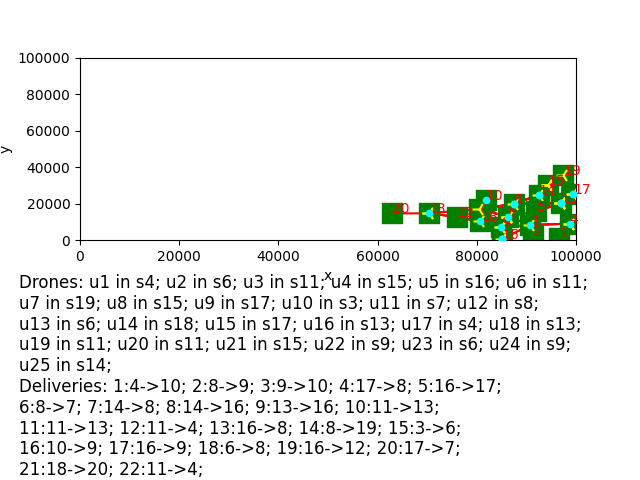 100000
80000
60000
40000
20000
0
y
0 20000 40000 60000 80000 100000
x
20
17
Drones: u1 in s4; u2 in s6; u3 in s11; u4 in s15; u5 in s16; u6 in s11;
u7 in s19; u8 in s15; u9 in s17; u10 in s3; u11 in s7; u12 in s8;
u13 in s6; u14 in s18; u15 in s17; u16 in s13; u17 in s4; u18 in s13;
u19 in s11; u20 in s11; u21 in s15; u22 in s9; u23 in s6; u24 in s9;
u25 in s14;
Deliveries: 1:4->10; 2:8->9; 3:9->10; 4:17->8; 5:16->17;
6:8->7; 7:14->8; 8:14->16; 9:13->16; 10:11->13;
11:11->13; 12:11->4; 13:16->8; 14:8->19; 15:3->6;
16:10->9; 17:16->9; 18:6->8; 19:16->12; 20:17->7;
21:18->20; 22:11->4;